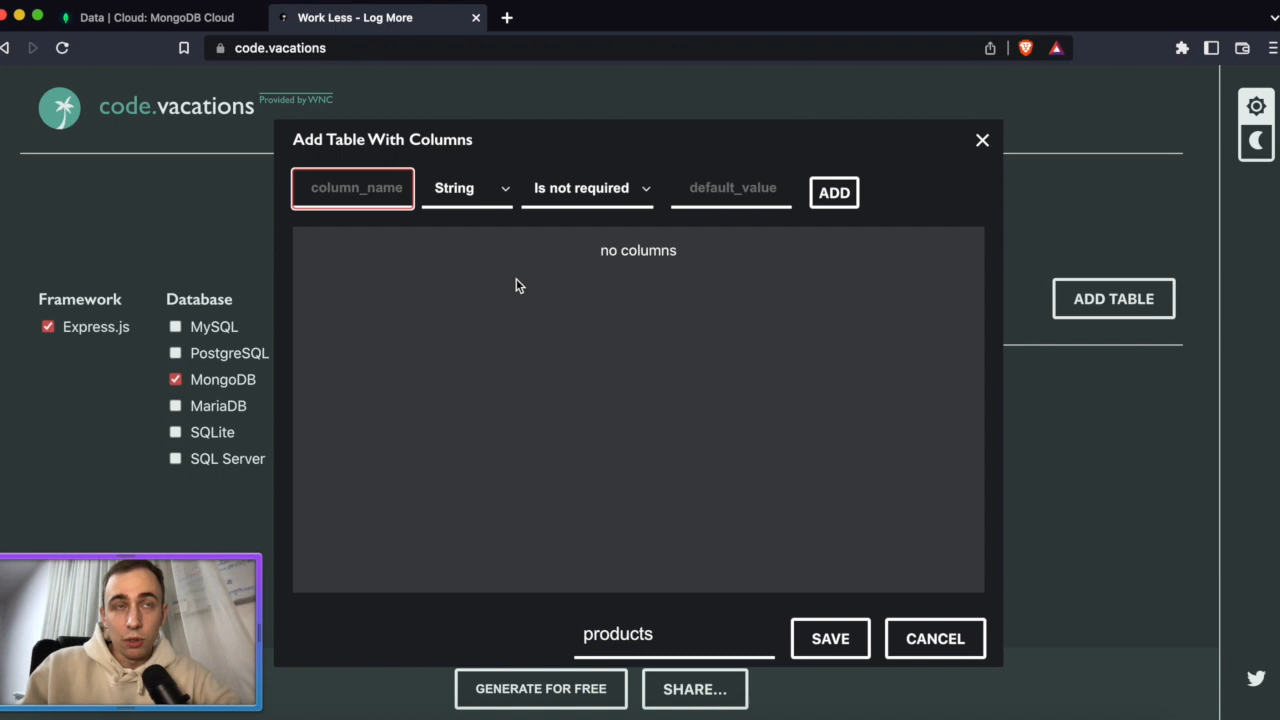 Data | Cloud: MongoDB Cloud
Work Less - Log More
code.vacations
code.vacations
Provided by WNC
Add Table With Columns
column_name
String
Is not required
default_value
ADD
no columns
Framework
Express.js
Database
MySQL
PostgreSQL
MongoDB
MariaDB
SQLite
SQL Server
ADD TABLE
products
SAVE
CANCEL
GENERATE FOR FREE
SHARE...